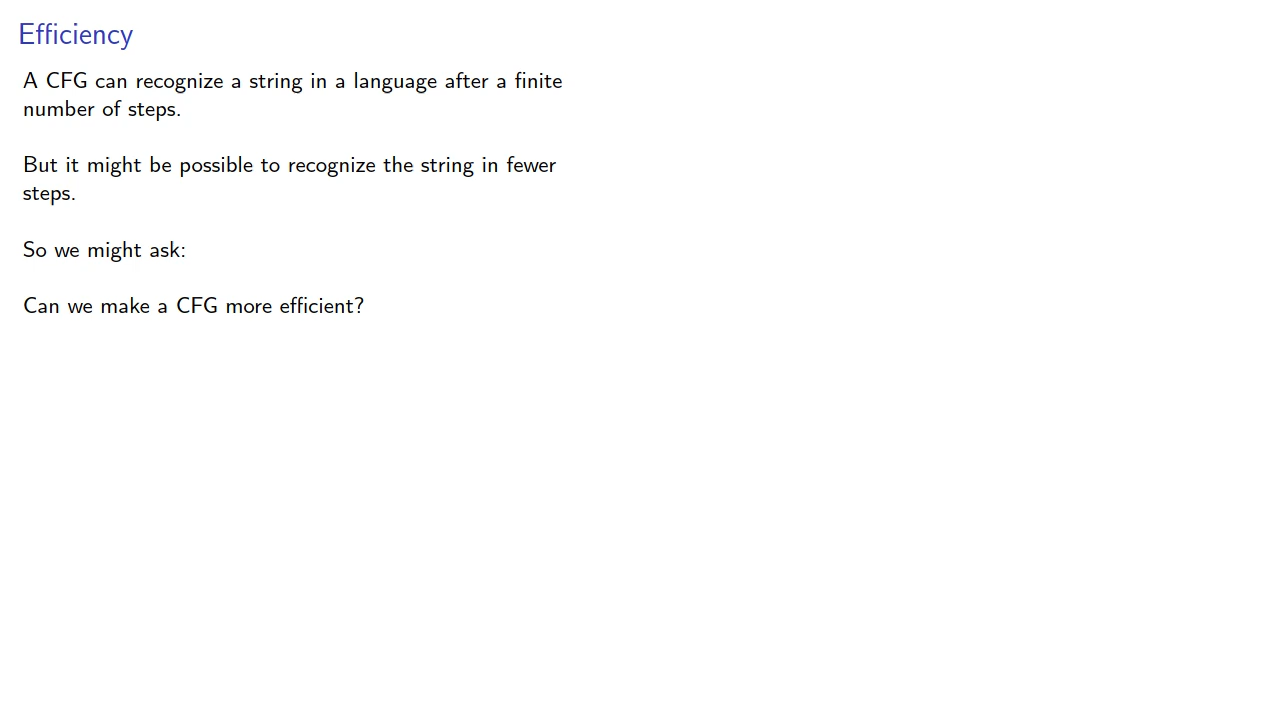 Efficiency
A CFG can recognize a string in a language after a finite
number of steps.
But it might be possible to recognize the string in fewer
steps.
So we might ask:
Can we make a CFG more efficient?